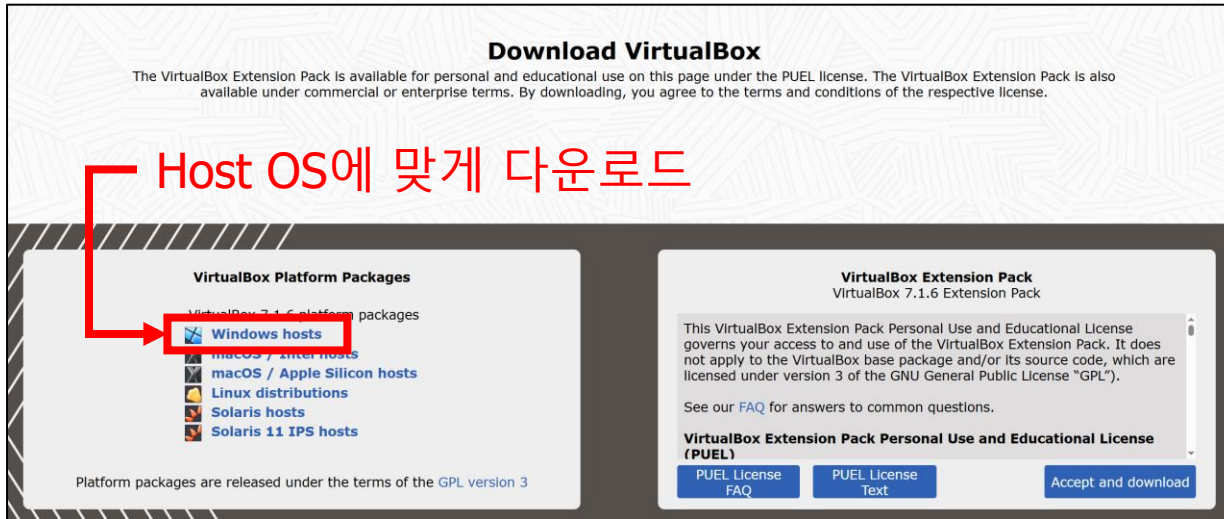 Download VirtualBox
The VirtualBox Extension Pack is available for personal and educational use on this page under the PUEL license. The VirtualBox Extension Pack is also
available under commercial or enterprise terms. By downloading, you agree to the terms and conditions of the respective license.
Host OS에 맞게 다운로드
VirtualBox Platform Packages
VirtualBox 7.1.6 platform packages
Windows hosts
macOS / Intel hosts
macOS / Apple Silicon hosts
Linux distributions
Solaris hosts
Solaris 11 IPS hosts
Platform packages are released under the terms of the GPL version 3
VirtualBox Extension Pack
VirtualBox 7.1.6 Extension Pack
This VirtualBox Extension Pack Personal Use and Educational License
governs your access to and use of the VirtualBox Extension Pack. It does
not apply to the VirtualBox base package and/or its source code, which are
licensed under version 3 of the GNU General Public License “GPL”).
See our FAQ for answers to common questions.
VirtualBox Extension Pack Personal Use and Educational License
(PUEL)
PUEL License
FAQ
PUEL License
Text
Accept and download